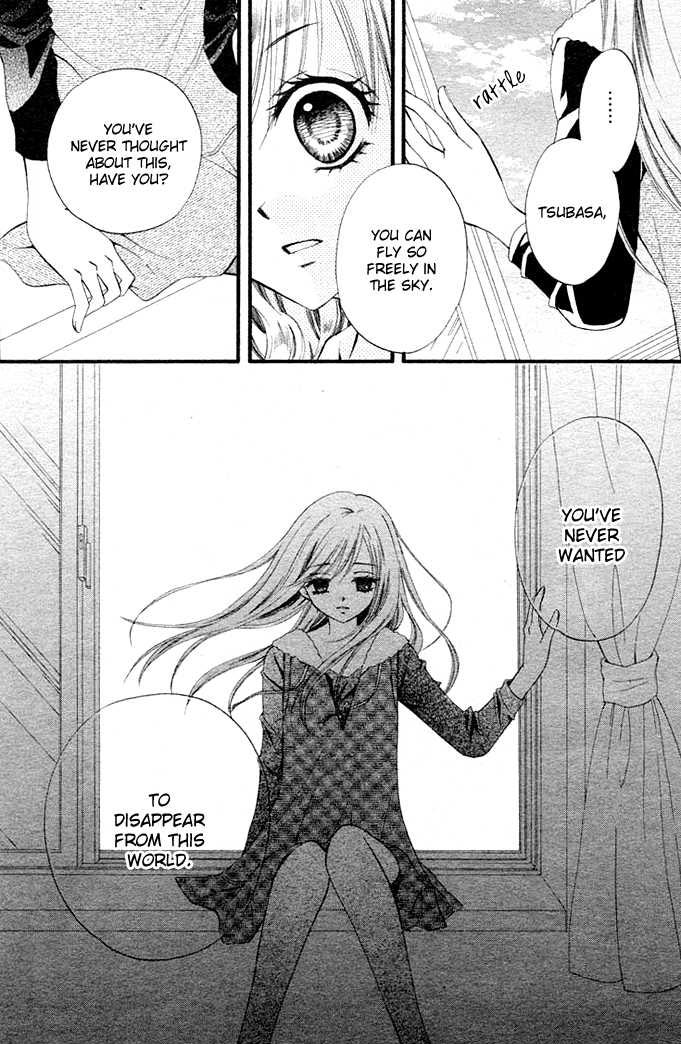 rattle
........
TSUBASA,
YOU CAN
FLY SO
FREELY IN
THE SKY.
YOU'VE
NEVER THOUGHT
ABOUT THIS,
HAVE YOU?
YOU'VE
NEVER
WANTED
TO
DISAPPEAR
FROM THIS
WORLD.